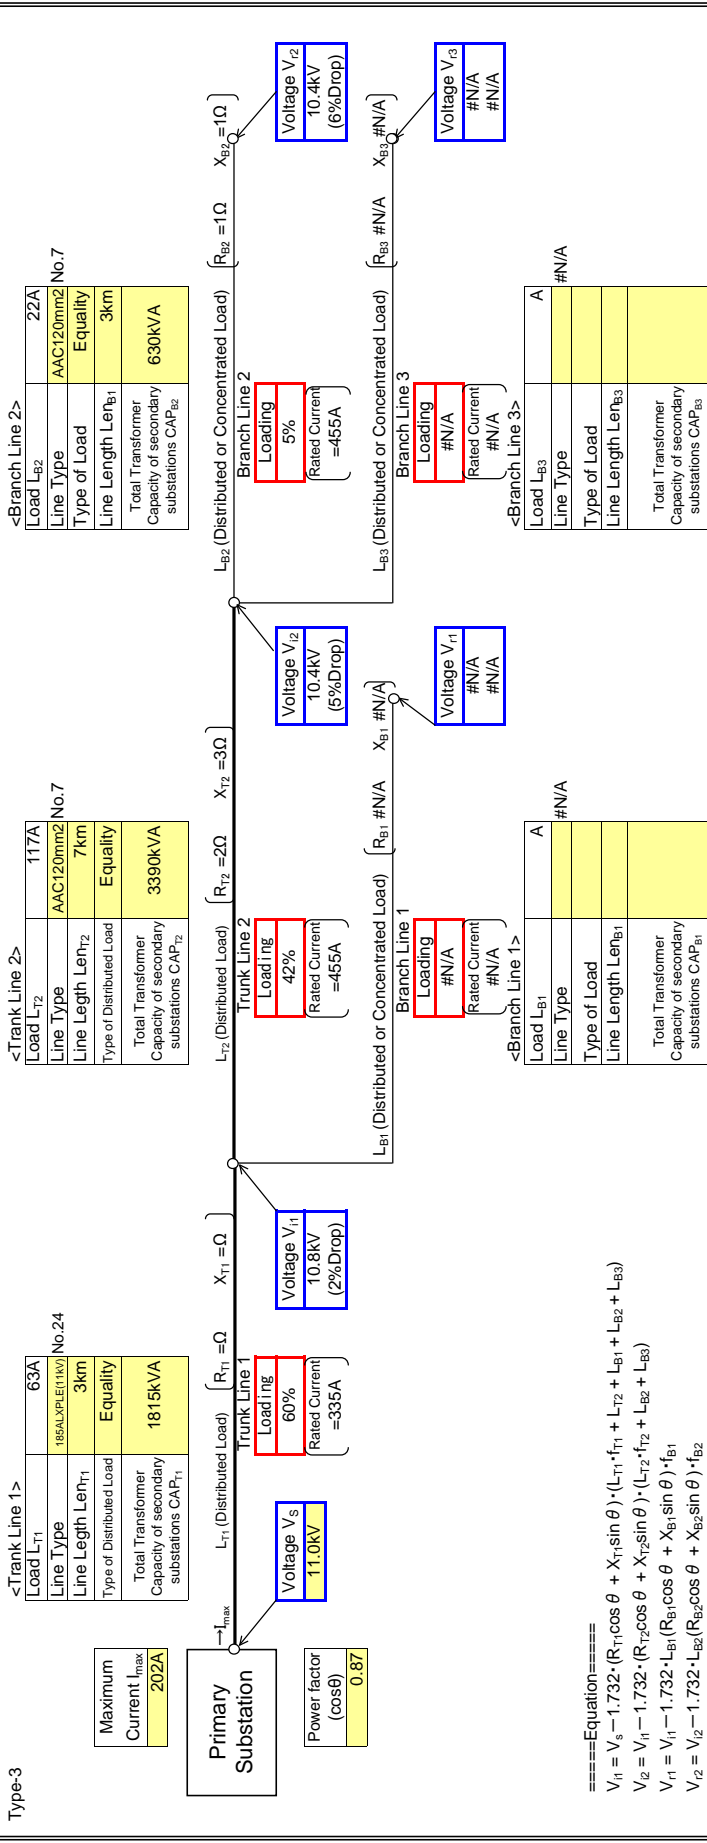 Type-3
<Trank Line 1>
Load LT1 63A
Line Type 185ALXPLE(11kV) No.24
Line Legth LenT1 3km
Type of Distributed Load Equality
Total Transformer
Capacity of secondary
substations CAPT1
1815kVA
<Trank Line 2>
Load LT2 117A
Line Type AAC120mm2 No.7
Line Legth LenT2 7km
Type of Distributed Load Equality
Total Transformer
Capacity of secondary
substations CAPT2
3390kVA
<Branch Line 2>
Load LB2 22A
Line Type AAC120mm2 No.7
Type of Load Equality
Line Length LenB1 3km
Total Transformer
Capacity of secondary
substations CAPB2
630kVA
Maximum
Current Imax
202A
Primary
Substation
→Imax
Power factor
(cosθ)
0.87
Voltage VS
11.0kV
LT1 (Distributed Load)
RT1 =Ω
XT1 =Ω
Trunk Line 1
Loading
60%
Rated Current
=335A
Voltage Vi1
10.8kV
(2%Drop)
LT2 (Distributed Load)
RT2 =2Ω
XT2 =3Ω
Trunk Line 2
Loading
42%
Rated Current
=455A
Voltage Vi2
10.4kV
(5%Drop)
LB2 (Distributed or Concentrated Load)
RB2 =1Ω
XB2 =1Ω
Branch Line 2
Loading
5%
Rated Current
=455A
Voltage Vr2
10.4kV
(6%Drop)
LB1 (Distributed or Concentrated Load)
RB1 #N/A
XB1 #N/A
Branch Line 1
Loading
#N/A
Rated Current
#N/A
Voltage Vr1
#N/A
#N/A
LB3 (Distributed or Concentrated Load)
RB3 #N/A
XB3 #N/A
Branch Line 3
Loading
#N/A
Rated Current
#N/A
Voltage Vr3
#N/A
#N/A
<Branch Line 1>
Load LB1 A
Line Type #N/A
Type of Load
Line Length LenB1
Total Transformer
Capacity of secondary
substations CAPB1
<Branch Line 3>
Load LB3 A
Line Type #N/A
Type of Load
Line Length LenB3
Total Transformer
Capacity of secondary
substations CAPB3
=====Equation=====
Vi1 = Vs−1.732・(RT1cos θ + XT1sin θ)・(LT1・fT1 + LT2 + LB1 + LB2 + LB3)
Vi2 = Vi1−1.732・(RT2cos θ + XT2sin θ)・(LT2・fT2 + LB2 + LB3)
Vr1 = Vi1−1.732・LB1(RB1cos θ + XB1sin θ)・fB1
Vr2 = Vi2−1.732・LB2(RB2cos θ + XB2sin θ)・fB2